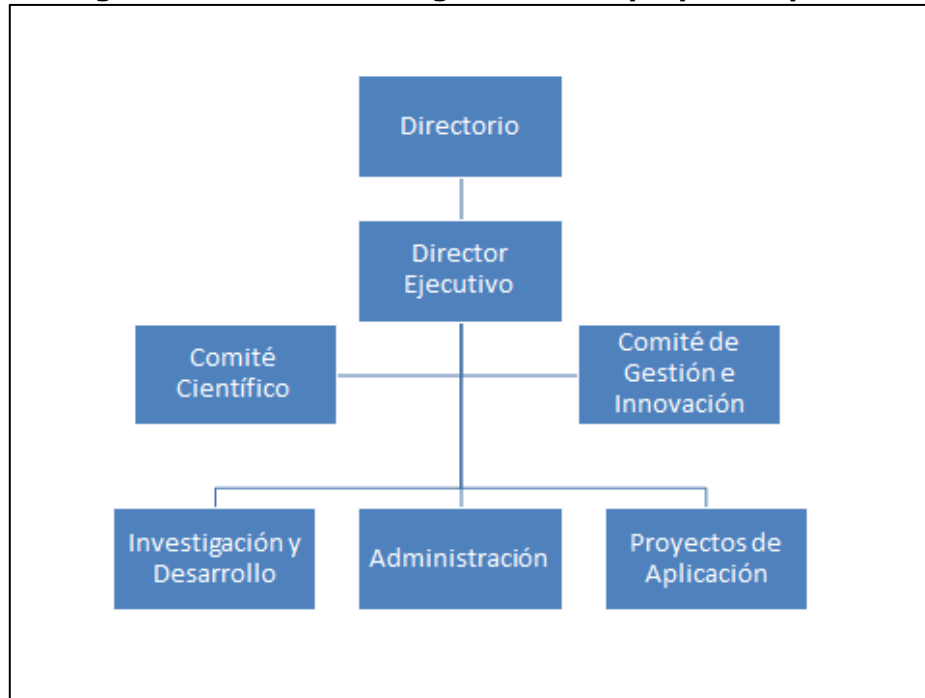 Directorio
Director
Ejecutivo
Comité
Científico
Comité de
Gestión e
Innovación
Investigación y
Desarrollo
Administración
Proyectos de
Aplicación